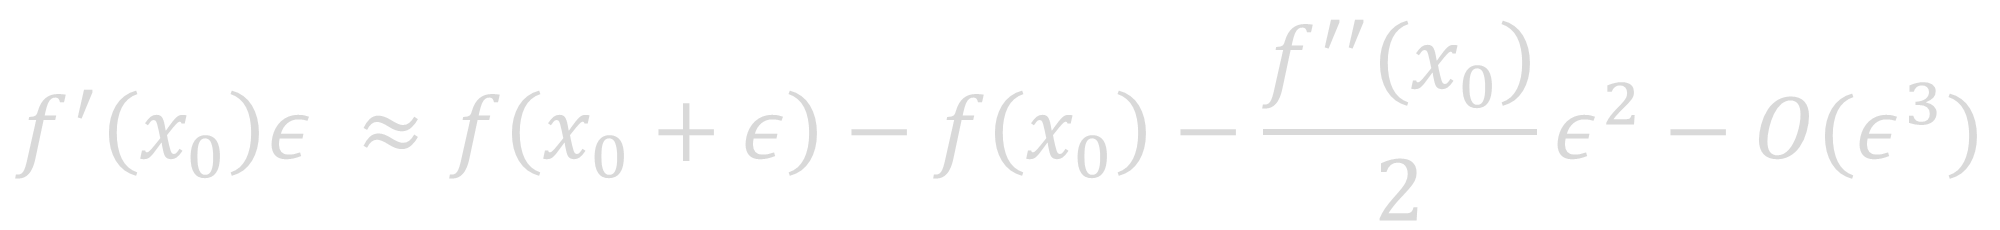 f′(x₀)ϵ ≈ f(x₀ + ϵ) − f(x₀) − f″(x₀)/2 ϵ² − O(ϵ³)